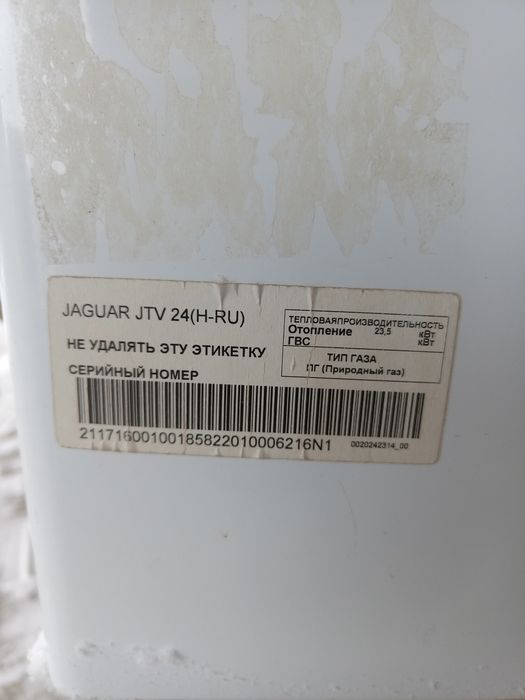 JAGUAR JTV 24(H-RU)
НЕ УДАЛЯТЬ ЭТУ ЭТИКЕТКУ
СЕРИЙНЫЙ НОМЕР
ТЕПЛОВАЯПРОИЗВОДИТЕЛЬНОСТЬ
Отопление 23,5 кВт
ГВС кВт
ТИП ГАЗА
ПГ (Природный газ)
21171600100185822010006216N1 0020242314_00